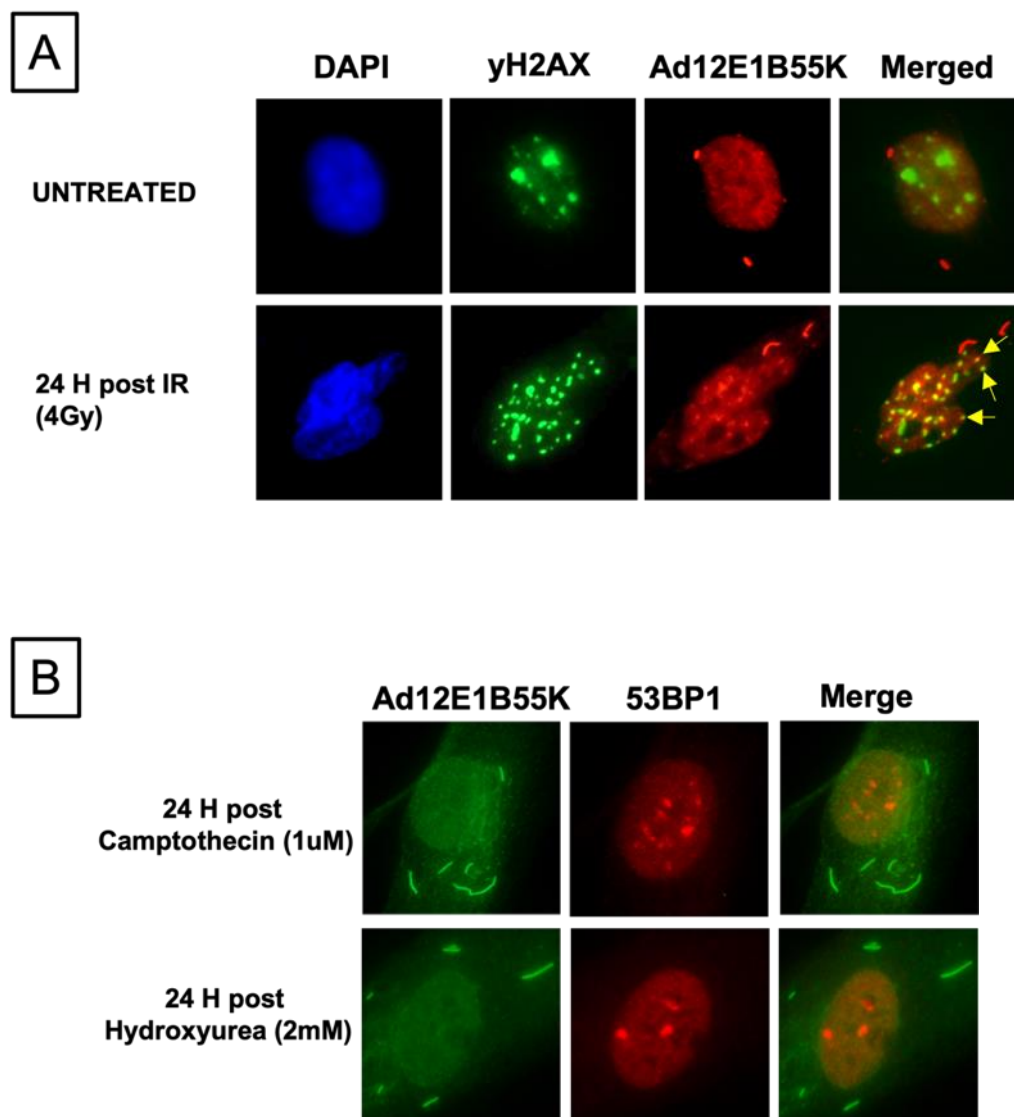 A
DAPI yH2AX Ad12E1B55K Merged
UNTREATED
24 H post IR
(4Gy)
B
Ad12E1B55K 53BP1 Merge
24 H post
Camptothecin (1uM)
24 H post
Hydroxyurea (2mM)